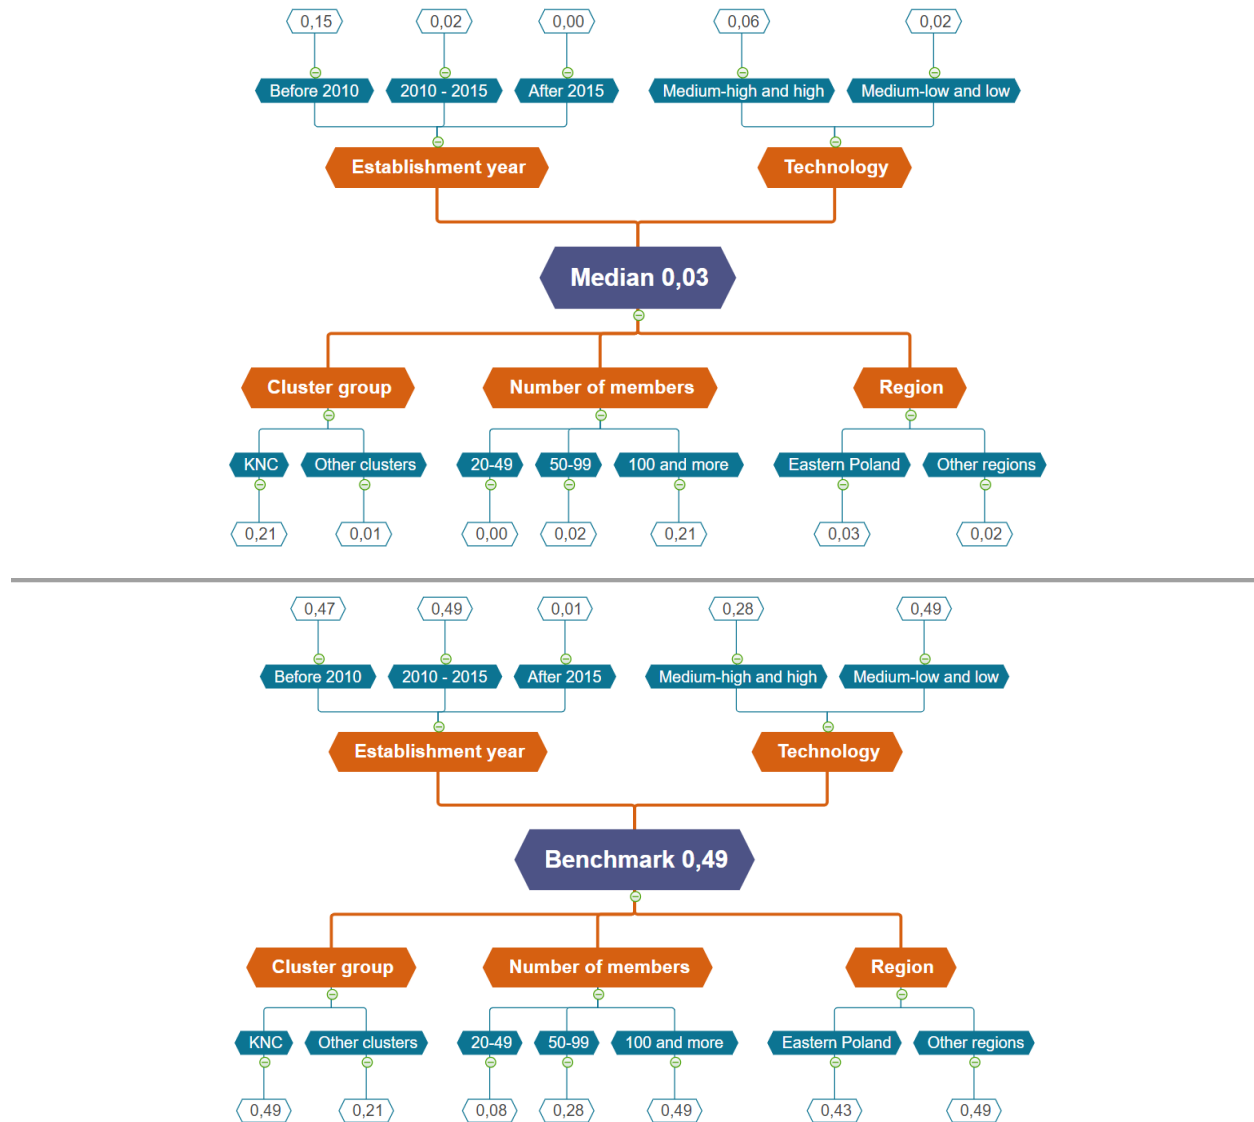 0,15 0,02 0,00 0,06 0,02
Before 2010 2010 - 2015 After 2015 Medium-high and high Medium-low and low
Establishment year Technology
Median 0,03
Cluster group Number of members Region
KNC Other clusters 20-49 50-99 100 and more Eastern Poland Other regions
0,21 0,01 0,00 0,02 0,21 0,03 0,02
0,47 0,49 0,01 0,28 0,49
Before 2010 2010 - 2015 After 2015 Medium-high and high Medium-low and low
Establishment year Technology
Benchmark 0,49
Cluster group Number of members Region
KNC Other clusters 20-49 50-99 100 and more Eastern Poland Other regions
0,49 0,21 0,08 0,28 0,49 0,43 0,49